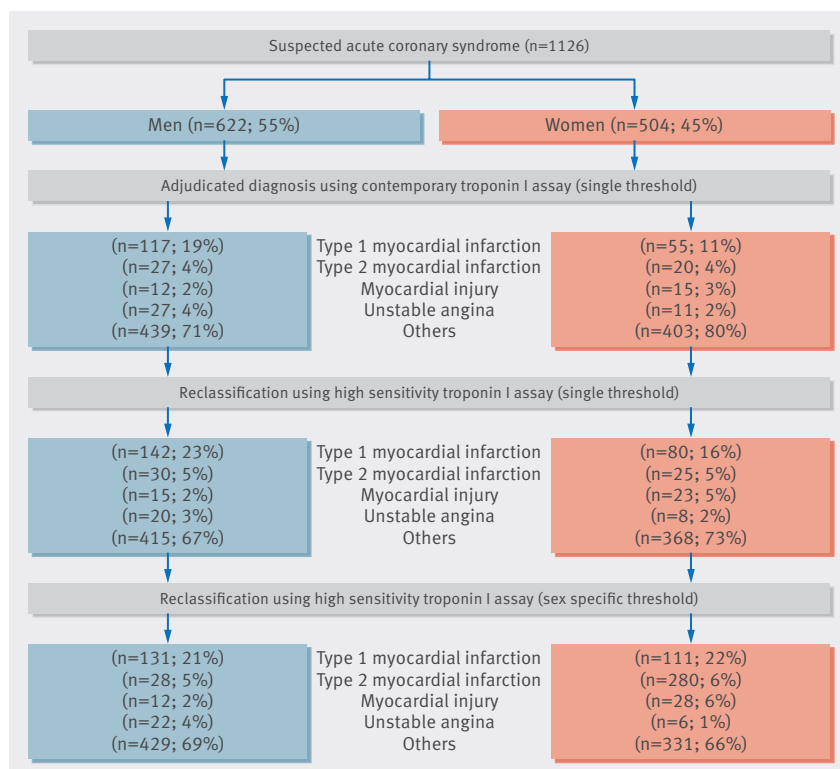 Suspected acute coronary syndrome (n=1126)
Men (n=622; 55%) Women (n=504; 45%)
Adjudicated diagnosis using contemporary troponin I assay (single threshold)
(n=117; 19%) Type 1 myocardial infarction (n=55; 11%)
(n=27; 4%) Type 2 myocardial infarction (n=20; 4%)
(n=12; 2%) Myocardial injury (n=15; 3%)
(n=27; 4%) Unstable angina (n=11; 2%)
(n=439; 71%) Others (n=403; 80%)
Reclassification using high sensitivity troponin I assay (single threshold)
(n=142; 23%) Type 1 myocardial infarction (n=80; 16%)
(n=30; 5%) Type 2 myocardial infarction (n=25; 5%)
(n=15; 2%) Myocardial injury (n=23; 5%)
(n=20; 3%) Unstable angina (n=8; 2%)
(n=415; 67%) Others (n=368; 73%)
Reclassification using high sensitivity troponin I assay (sex specific threshold)
(n=131; 21%) Type 1 myocardial infarction (n=111; 22%)
(n=28; 5%) Type 2 myocardial infarction (n=280; 6%)
(n=12; 2%) Myocardial injury (n=28; 6%)
(n=22; 4%) Unstable angina (n=6; 1%)
(n=429; 69%) Others (n=331; 66%)